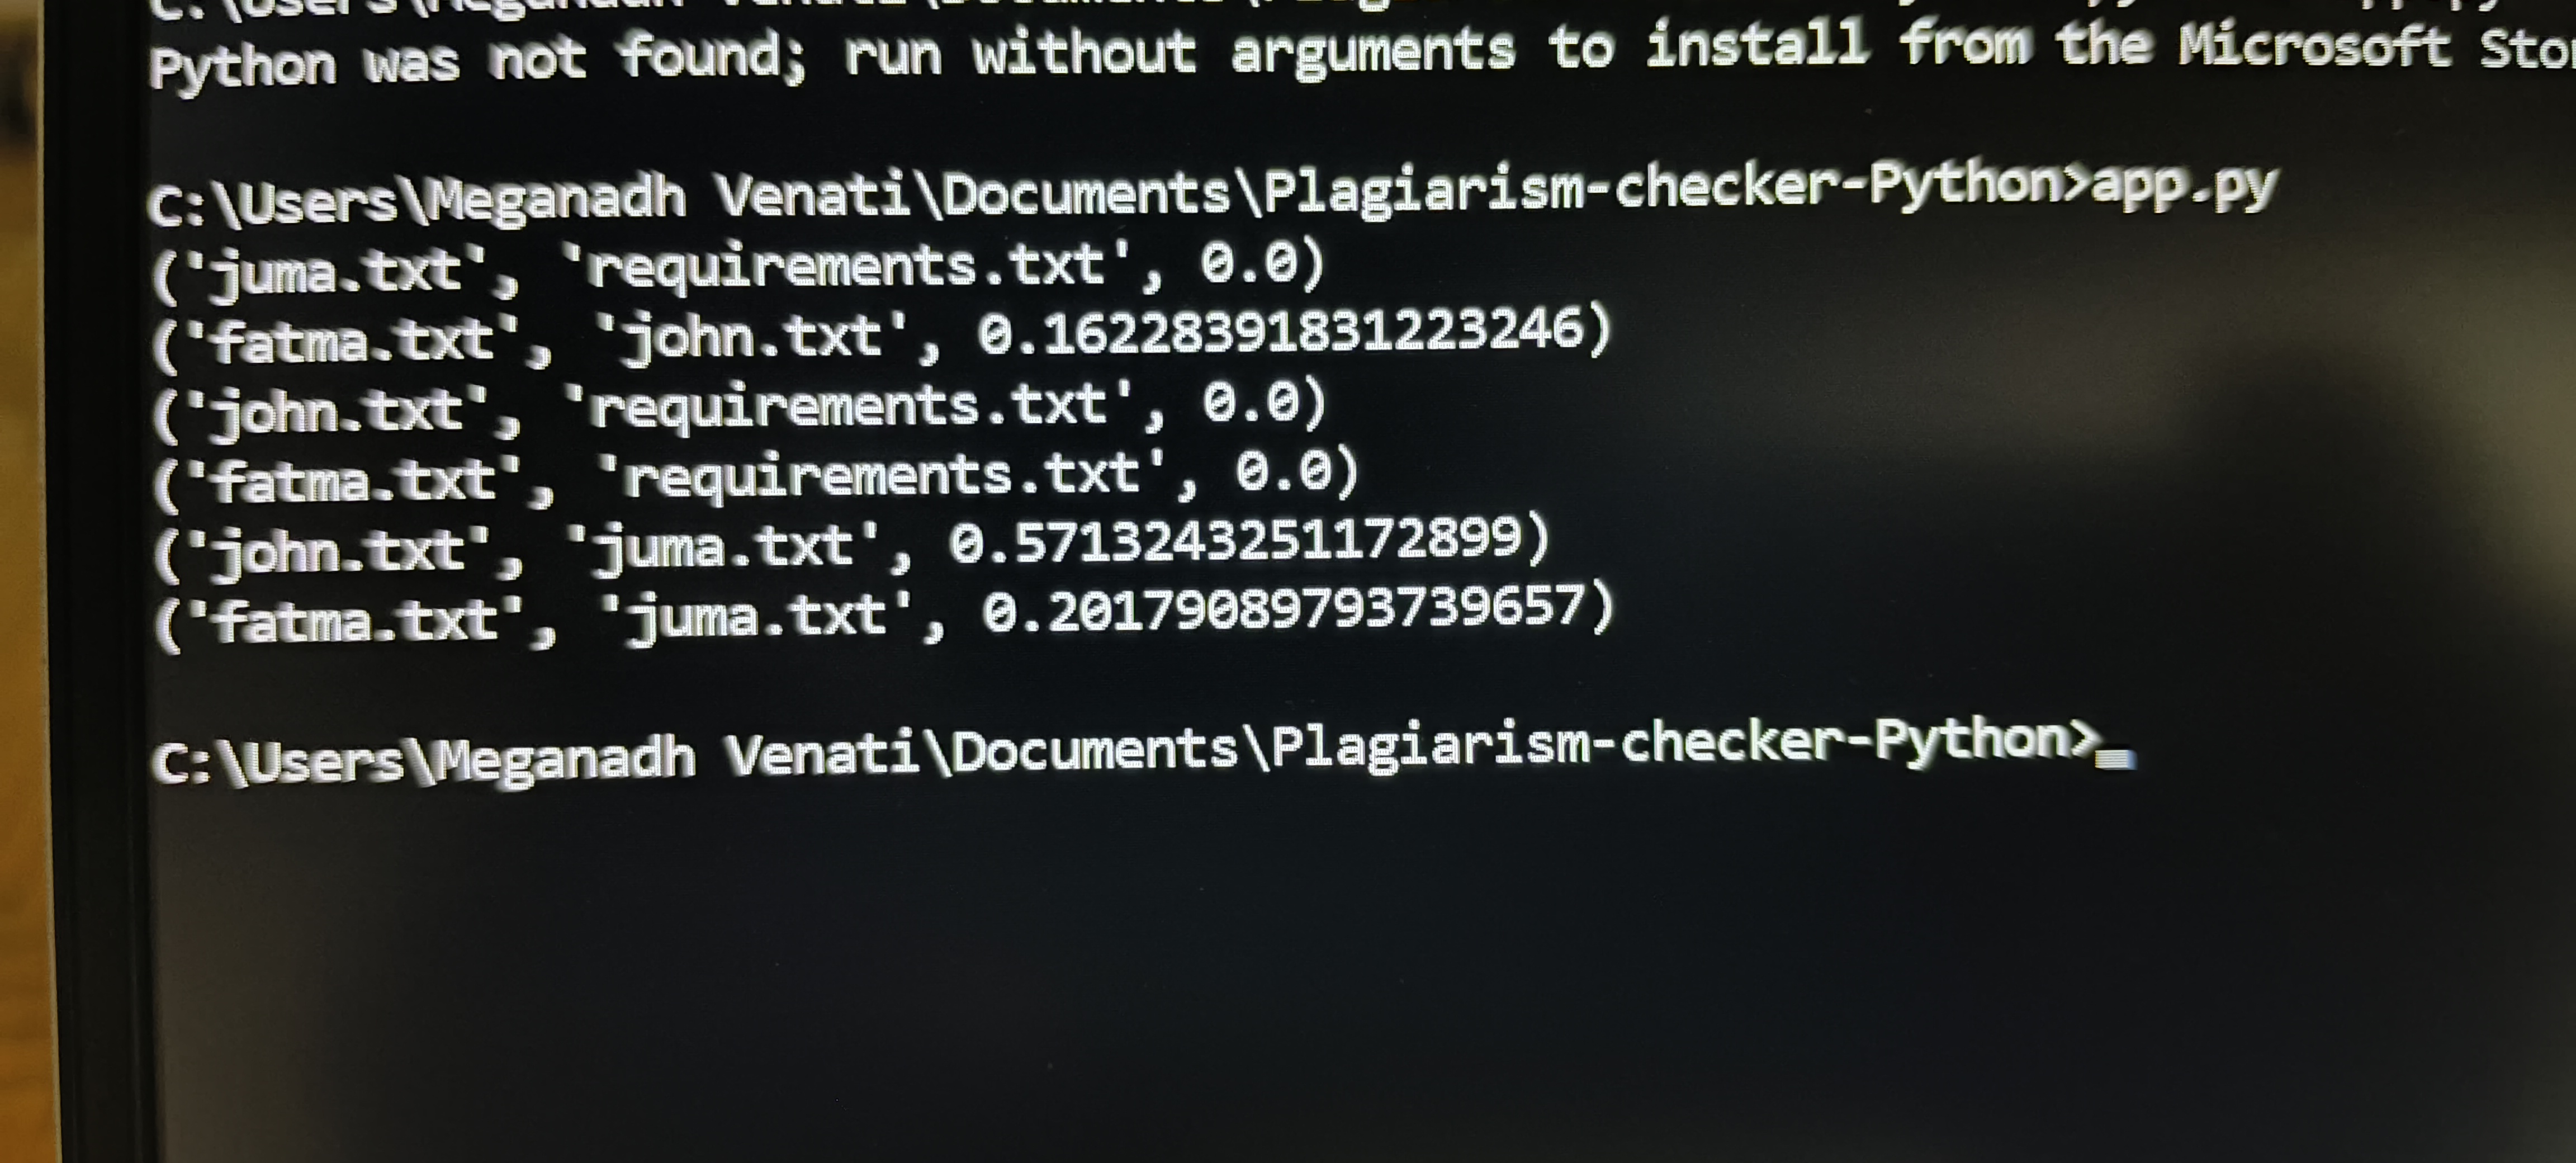 Python was not found; run without arguments to install from the Microsoft
C:\Users\Meganadh Venati\Documents\Plagiarism-checker-Python>app.py
('juma.txt', 'requirements.txt', 0.0)
('fatma.txt', 'john.txt', 0.16228391831223246)
('john.txt', 'requirements.txt', 0.0)
('fatma.txt', 'requirements.txt', 0.0)
('john.txt', 'juma.txt', 0.5713243251172899)
('fatma.txt', 'juma.txt', 0.20179089793739657)
C:\Users\Meganadh Venati\Documents\Plagiarism-checker-Python>